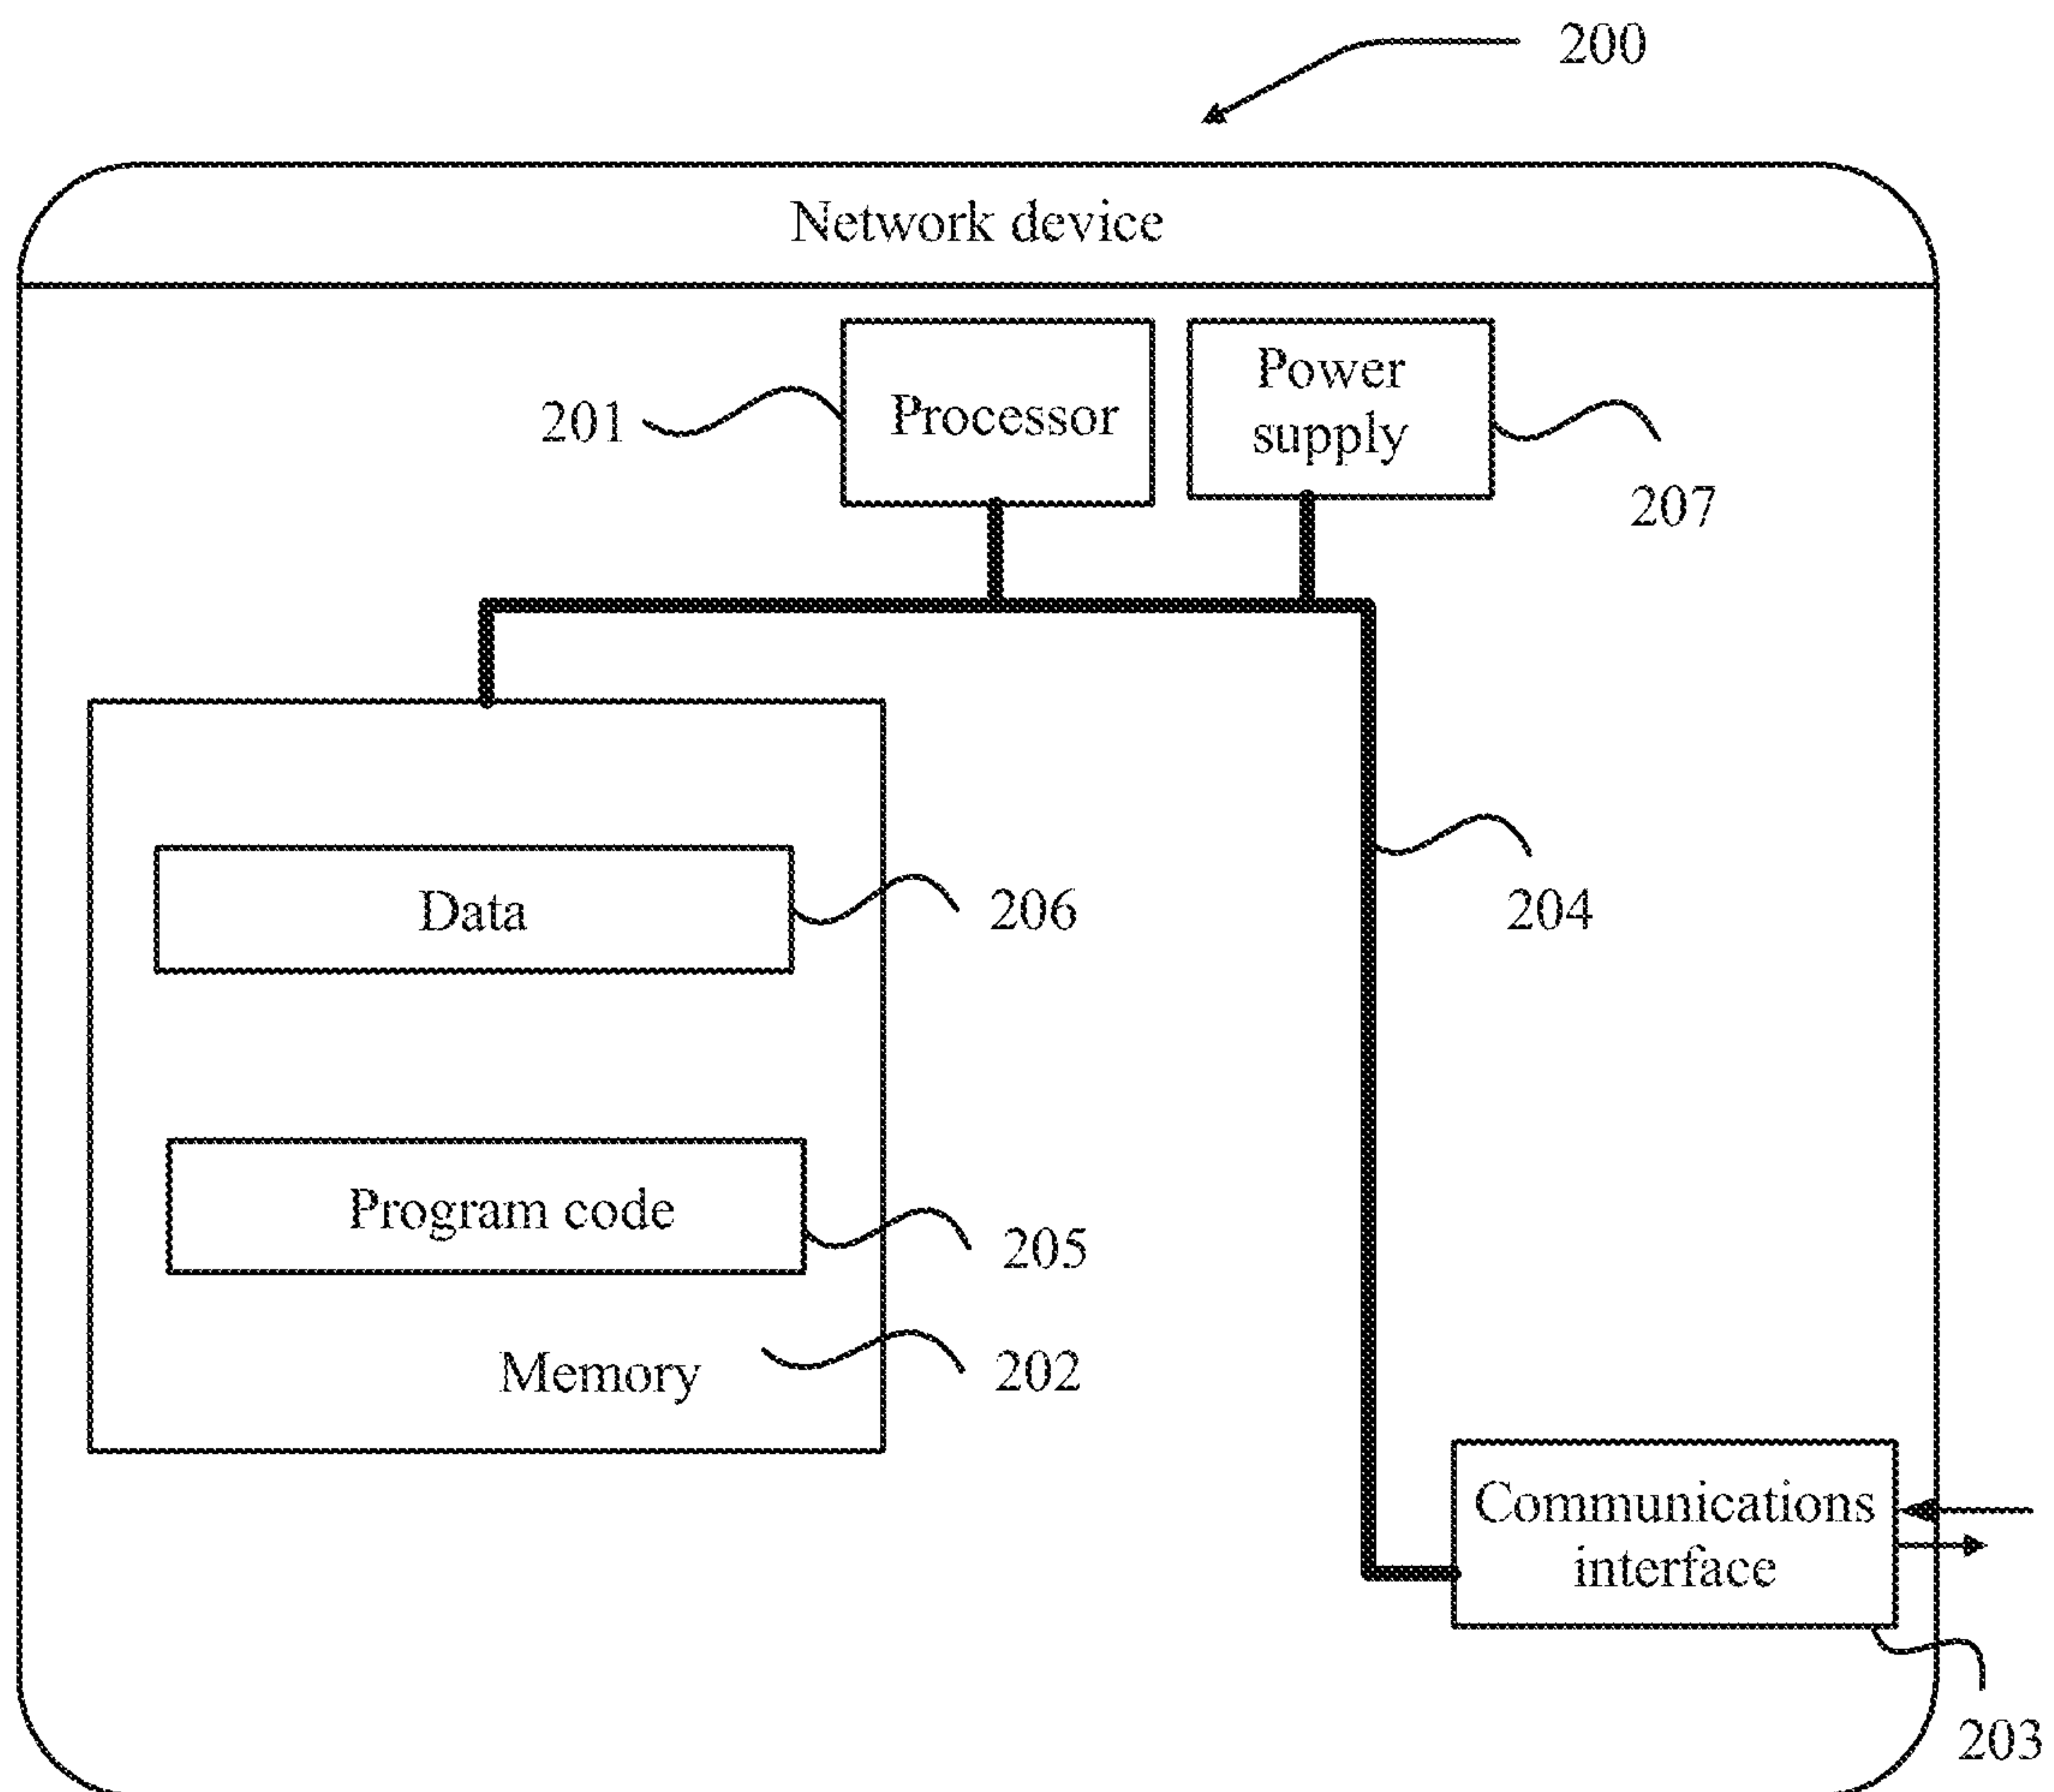 200
Network device
Processor
Power
supply
201
207
Data
206
204
Program code
205
Memory
202
Communications
interface
203